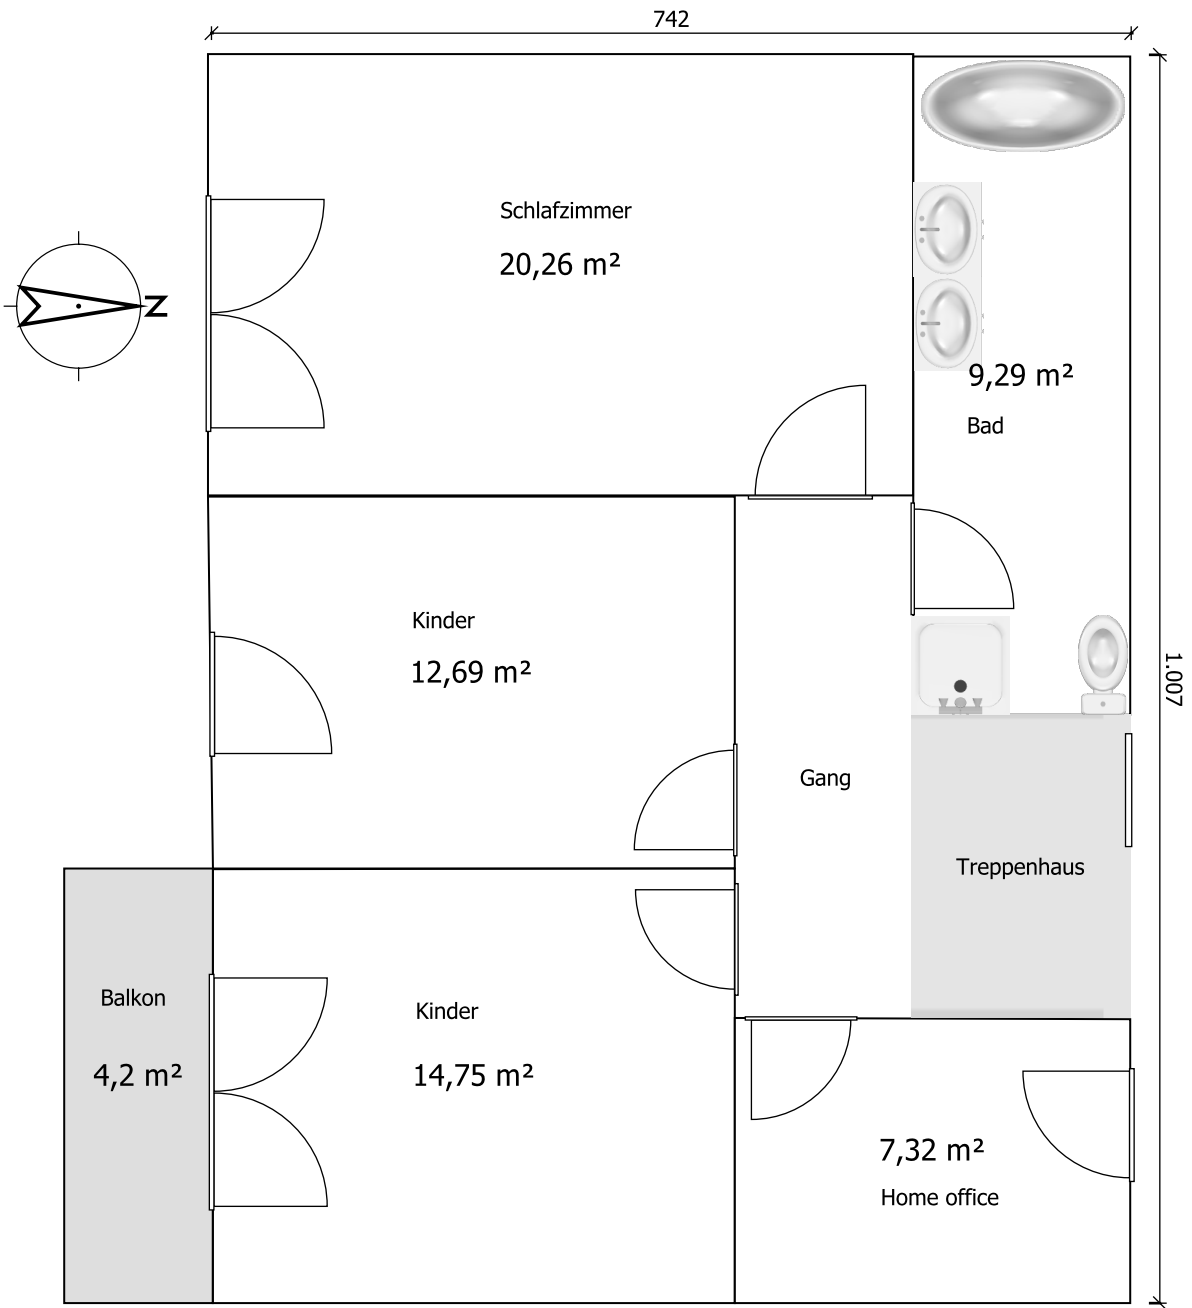 742
Schlafzimmer
20,26 m²
N
9,29 m²
Bad
Kinder
12,69 m²
1.007
Gang
Treppenhaus
Balkon
4,2 m²
Kinder
14,75 m²
7,32 m²
Home office